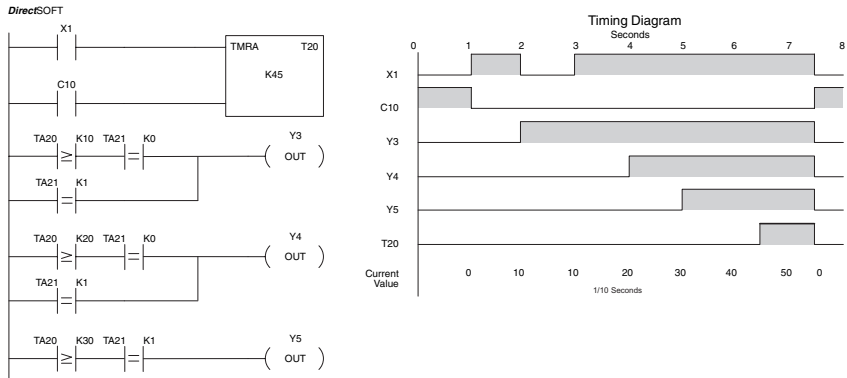 DirectSOFT
X1
TMRA T20
K45
C10
TA20 K10 TA21 K0 Y3
≥ = OUT
TA21 K1
=
TA20 K20 TA21 K0 Y4
≥ = OUT
TA21 K1
=
TA20 K30 TA21 K1 Y5
≥ = OUT
Timing Diagram
Seconds
0 1 2 3 4 5 6 7 8
X1
C10
Y3
Y4
Y5
T20
Current
Value
0 10 10 20 30 40 50 0
1/10 Seconds